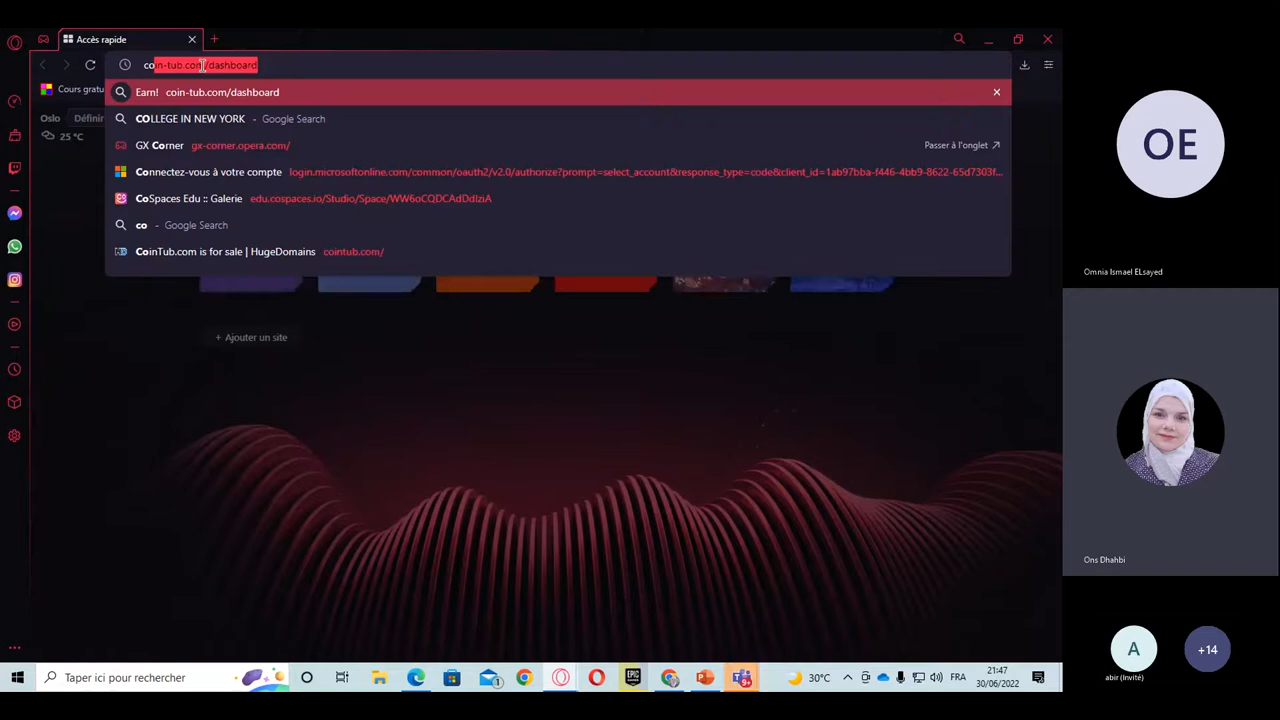 Accès rapide
coin-tub.com/dashboard
Cours gratu
Earn! coin-tub.com/dashboard
Oslo Définir
COLLEGE IN NEW YORK - Google Search
25 °C
GX Corner gx-corner.opera.com/ Passer à l'onglet
Connectez-vous à votre compte login.microsoftonline.com/common/oauth2/v2.0/authorize?prompt=select_account&response_type=code&client_id=1ab97bba-f446-4bb9-8622-65d7303f...
CoSpaces Edu :: Galerie edu.cospaces.io/Studio/Space/WW6oCQDCAdDdIziA
co - Google Search
CoinTub.com is for sale | HugeDomains cointub.com/
+ Ajouter un site
OE
Omnia Ismael ELsayed
Ons Dhahbi
A
+14
abir (Invité)
Taper ici pour rechercher
1
EPIC
9+
30°C
FRA
21:47
30/06/2022